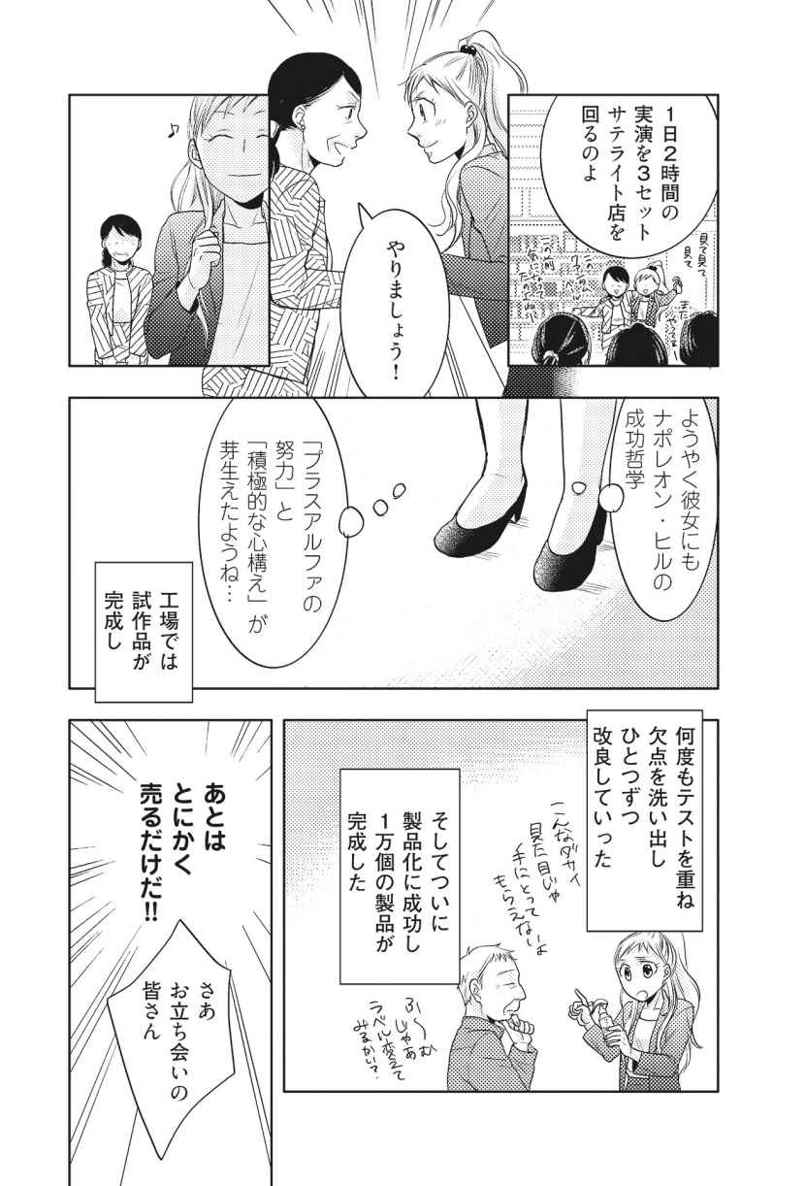 1日2時間の
実演を3セット
サテライト店を
回るのよ
見て見て
見て
また
この前
やりましょう！
ようやく彼女にも
ナポレオン・ヒルの
成功哲学
「プラスアルファの
努力」と
「積極的な心構え」が
芽生えたようね…
工場では
試作品が
完成し
何度もテストを重ね
欠点を洗い出し
ひとつずつ
改良していった
こんなダサイ
見た目じゃ
手にとって
もらえないよ
ふ〜む
じゃあ
ラベル変えて
みるかい？
そしてついに
製品化に成功し
1万個の製品が
完成した
あとは
とにかく
売るだけだ!!
さあ
お立ち会いの
皆さん